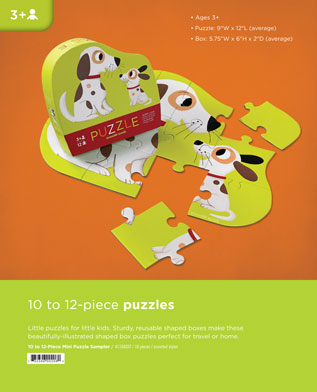 3+
• Ages 3+
• Puzzle: 9"W x 12"L (average)
• Box: 5.75"W x 6"H x 2"D (average)
3+
12
PUZZLE
10 to 12-piece puzzles
Little puzzles for little kids. Sturdy, reusable shaped boxes make these
beautifully-illustrated shaped box puzzles perfect for travel or home.
10 to 12-Piece Mini Puzzle Sampler